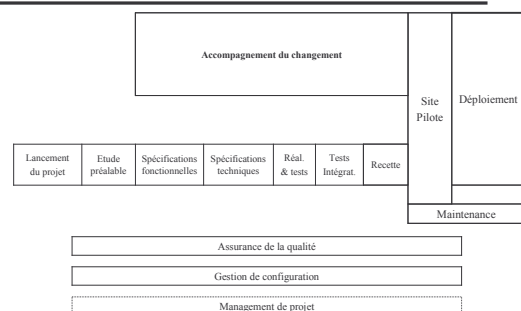 Accompagnement du changement
Site
Pilote
Déploiement
Lancement
du projet
Etude
préalable
Spécifications
fonctionnelles
Spécifications
techniques
Réal.
& tests
Tests
Intégrat.
Recette
Maintenance
Assurance de la qualité
Gestion de configuration
Management de projet